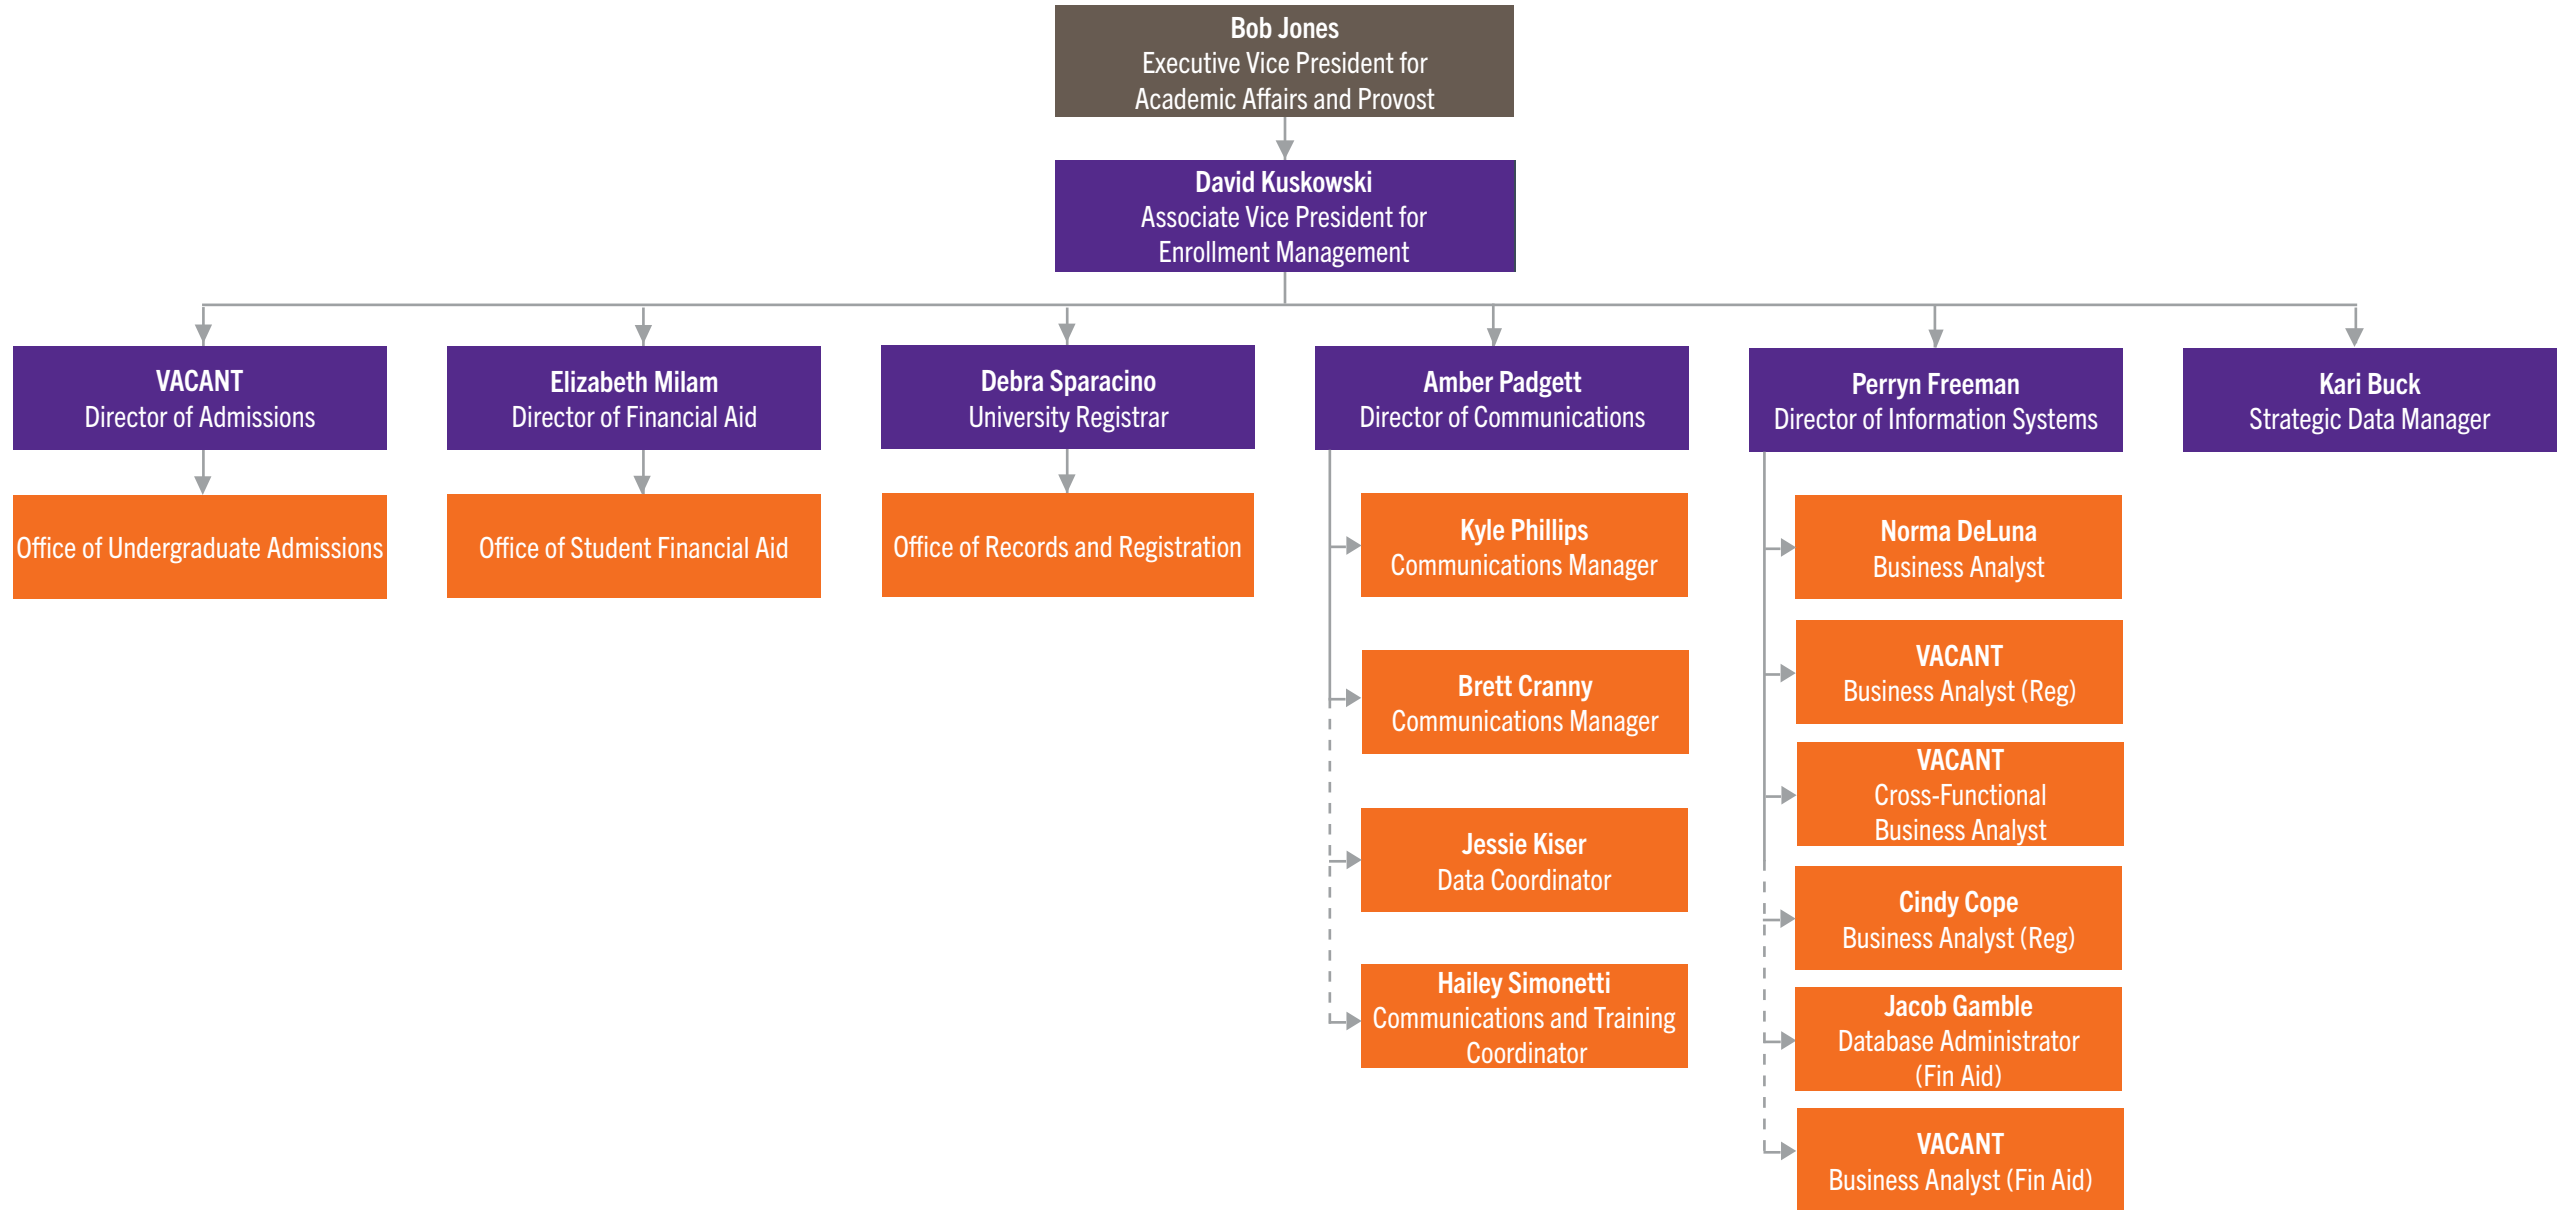 Bob Jones
Executive Vice President for
Academic Affairs and Provost
David Kuskowski
Associate Vice President for
Enrollment Management
VACANT
Director of Admissions
Elizabeth Milam
Director of Financial Aid
Debra Sparacino
University Registrar
Amber Padgett
Director of Communications
Perryn Freeman
Director of Information Systems
Kari Buck
Strategic Data Manager
Office of Undergraduate Admissions
Office of Student Financial Aid
Office of Records and Registration
Kyle Phillips
Communications Manager
Brett Cranny
Communications Manager
Jessie Kiser
Data Coordinator
Hailey Simonetti
Communications and Training
Coordinator
Norma DeLuna
Business Analyst
VACANT
Business Analyst (Reg)
VACANT
Cross-Functional
Business Analyst
Cindy Cope
Business Analyst (Reg)
Jacob Gamble
Database Administrator
(Fin Aid)
VACANT
Business Analyst (Fin Aid)